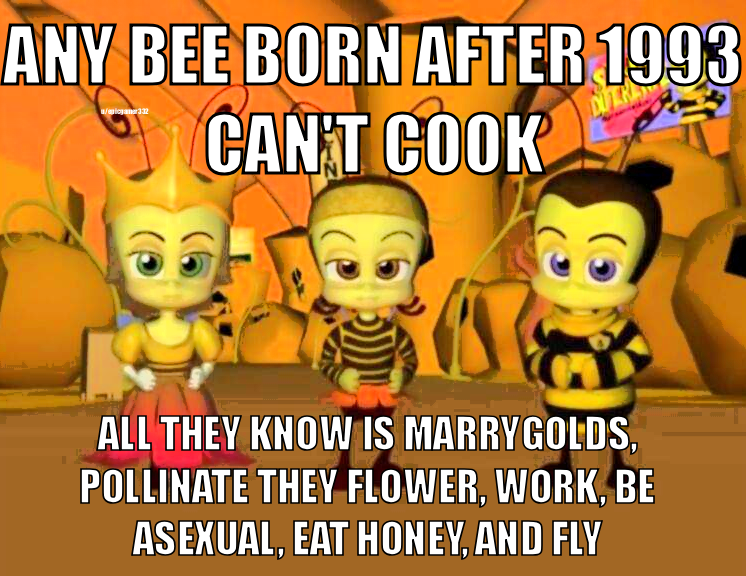 ANY BEE BORN AFTER 1993
u/epicgamer332
CAN'T COOK
ALL THEY KNOW IS MARRYGOLDS,
POLLINATE THEY FLOWER, WORK, BE
ASEXUAL, EAT HONEY, AND FLY